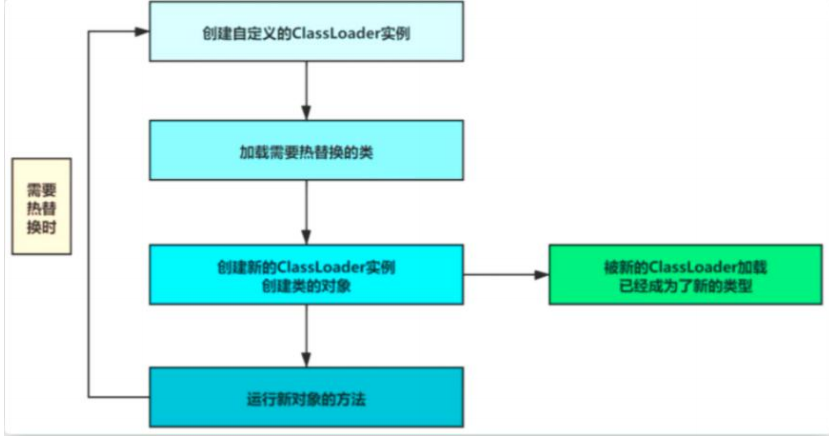 创建自定义的ClassLoader实例
加载需要热替换的类
需要
热替
换时
创建新的ClassLoader实例
创建类的对象
被新的ClassLoader加载
已经成为了新的类型
运行新对象的方法